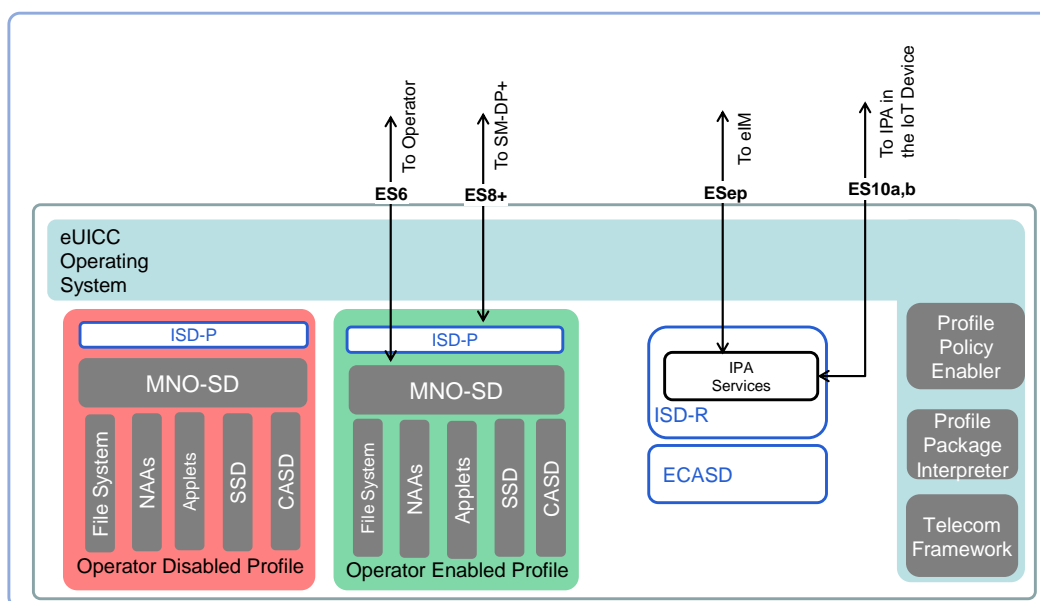 To Operator
To SM-DP+
To eIM
To IPA in
the IoT Device
ES6
ES8+
ESep
ES10a,b
eUICC
Operating
System
ISD-P
MNO-SD
File System
NAAs
Applets
SSD
CASD
Operator Disabled Profile
ISD-P
MNO-SD
File System
NAAs
Applets
SSD
CASD
Operator Enabled Profile
IPA
Services
ISD-R
ECASD
Profile
Policy
Enabler
Profile
Package
Interpreter
Telecom
Framework